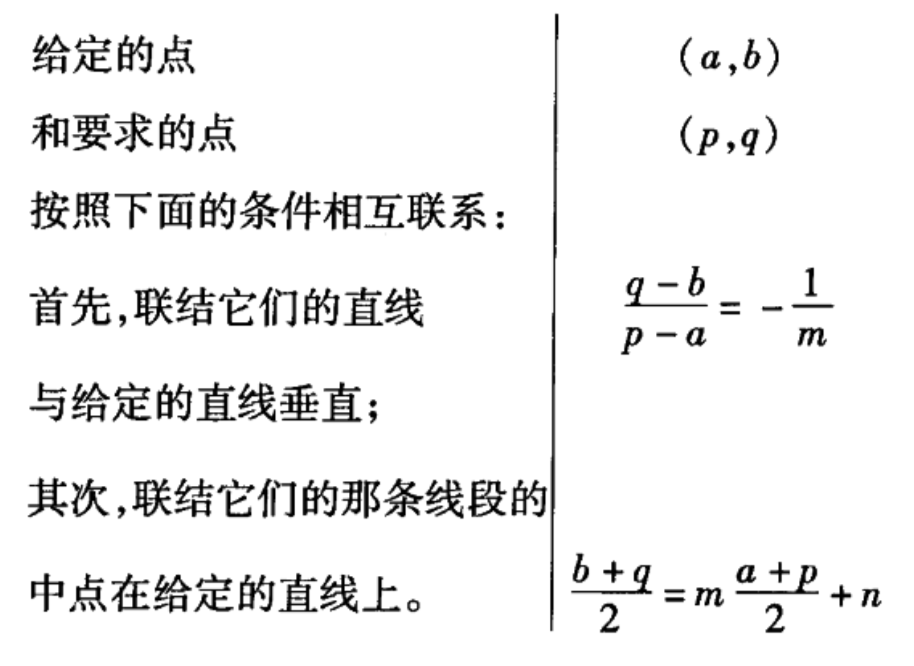 给定的点 (a,b)
和要求的点 (p,q)
按照下面的条件相互联系：
首先,联结它们的直线 \frac{q-b}{p-a} = -\frac{1}{m}
与给定的直线垂直；
其次,联结它们的那条线段的
中点在给定的直线上。 \frac{b+q}{2} = m\frac{a+p}{2} + n